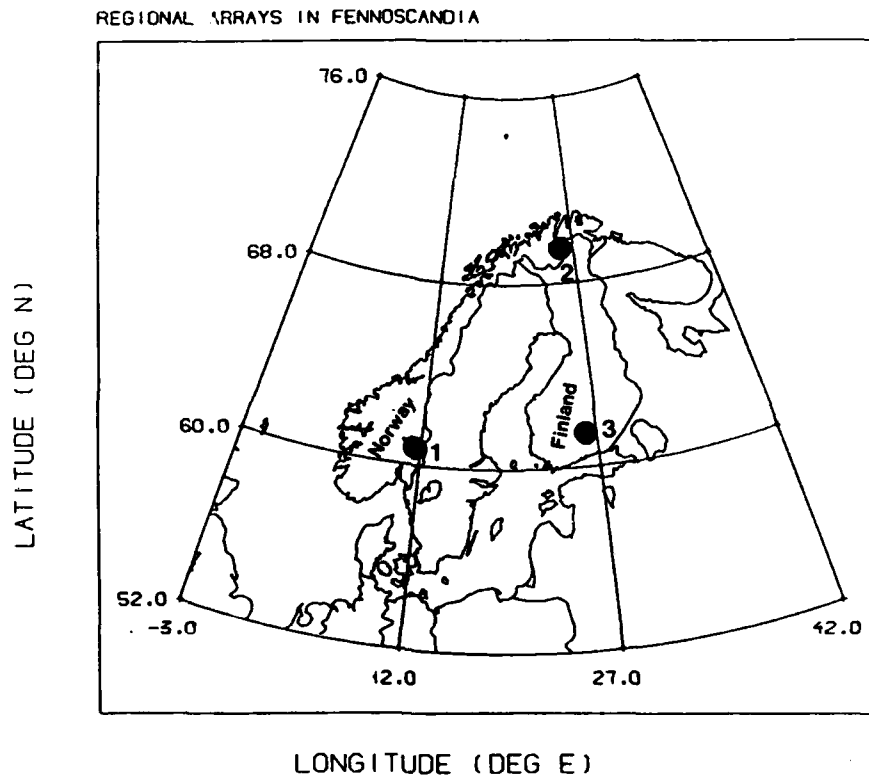 REGIONAL ARRAYS IN FENNOSCANDIA
76.0
68.0
2
60.0
Norway
Finland
3
1
LATITUDE (DEG N)
52.0
-3.0
42.0
12.0
27.0
LONGITUDE (DEG E)